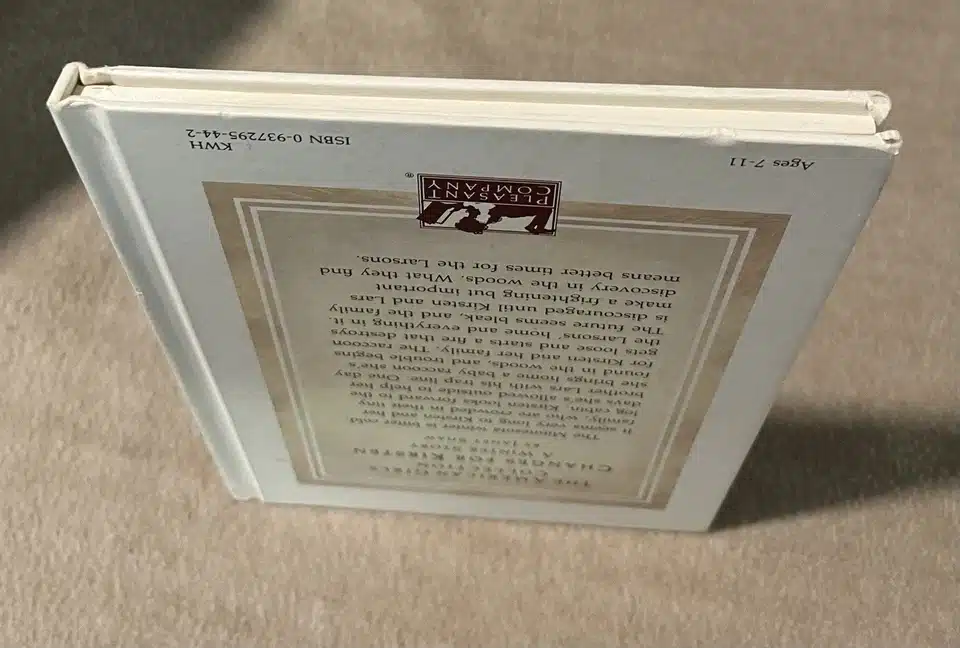 THE AMERICAN GIRLS
COLLECTION
CHANGES FOR KIRSTEN
A WINTER STORY
BY JANET SHAW
The Minnesota winter is bitter cold.
It seems very long to Kirsten and her
family, who are crowded in their tiny
log cabin. Kirsten looks forward to the
days she's allowed outside to help her
brother Lars with his trap line. One day
she brings home a baby raccoon she's
found in the woods, and trouble begins
for Kirsten and her family. The raccoon
gets loose and starts a fire that destroys
the Larsons' home and everything in it.
The future seems bleak, and the family
is discouraged until Kirsten and Lars
make a frightening but important
discovery in the woods. What they find
means better times for the Larsons.
PLEASANT
COMPANY
®
Ages 7-11
KWH
ISBN 0-937295-44-2